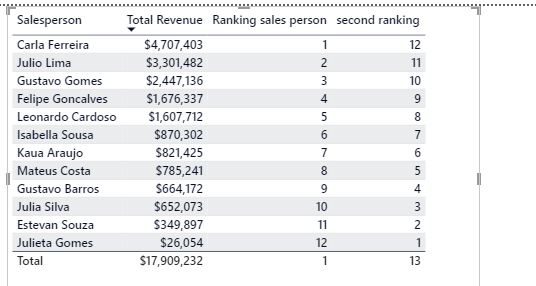 Salesperson Total Revenue Ranking sales person second ranking
Carla Ferreira $4,707,403 1 12
Julio Lima $3,301,482 2 11
Gustavo Gomes $2,447,136 3 10
Felipe Goncalves $1,676,337 4 9
Leonardo Cardoso $1,607,712 5 8
Isabella Sousa $870,302 6 7
Kaua Araujo $821,425 7 6
Mateus Costa $785,241 8 5
Gustavo Barros $664,172 9 4
Julia Silva $652,073 10 3
Estevan Souza $349,897 11 2
Julieta Gomes $26,054 12 1
Total $17,909,232 1 13